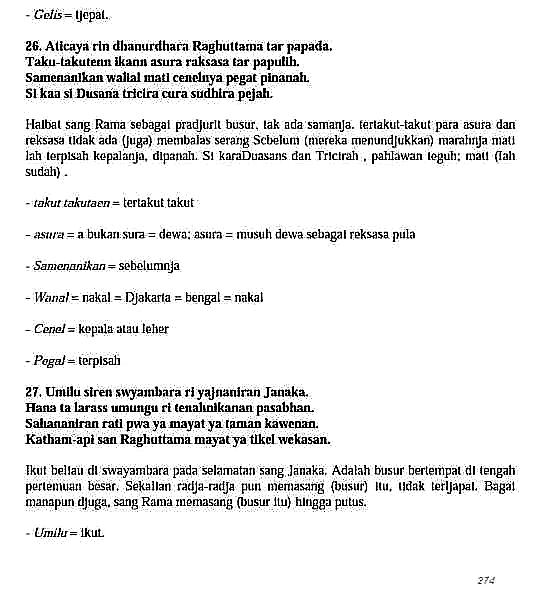 - Gelis = tjepat.
26. Aticaya rin dhanurdhara Raghuttama tar papada.
Taku-takutenn ikann asura raksasa tar papulih.
Samenanikan walial mati cenelnya pegat pinanah.
Si kaa si Dusana tricira cura sudhira pejah.
Haibat sang Rama sebagai pradjurit busur, tak ada samanja. tertakut-takut para asura dan
reksasa tidak ada (juga) membalas serang Scbelum (mereka menundjukkan) marahnja mati
lah terpisah kepalanja, dipanah. Si karaDuasans dan Tricirah , pahlawan teguh; mati (lah
sudah) .
- takut takutaen = tertakut takut
- asura = a bukan sura = dewa; asura = musuh dewa sebagai reksasa pula
- Samenanikan = sebelumnja
- Wanal = nakal = Djakarta = bengal = nakal
- Cenel = kepala atau leher
- Pegal = terpisah
27. Umilu siren swyambara ri yajnaniran Janaka.
Hana ta larass umungu ri tenahnikanan pasabhan.
Sahananiran rati pwa ya mayat ya taman kawenan.
Katham-api san Raghuttama mayat ya tikel wekasan.
Ikut beliau di swayambara pada selamatan sang Janaka. Adalah busur bertempat di tengah
pertemuan besar. Sekalian radja-radja pun memasang (busur) itu, tidak tertjapai. Bagai
manapun djuga, sang Rama memasang (busur itu) hingga putus.
- Umilu = ikut.
274